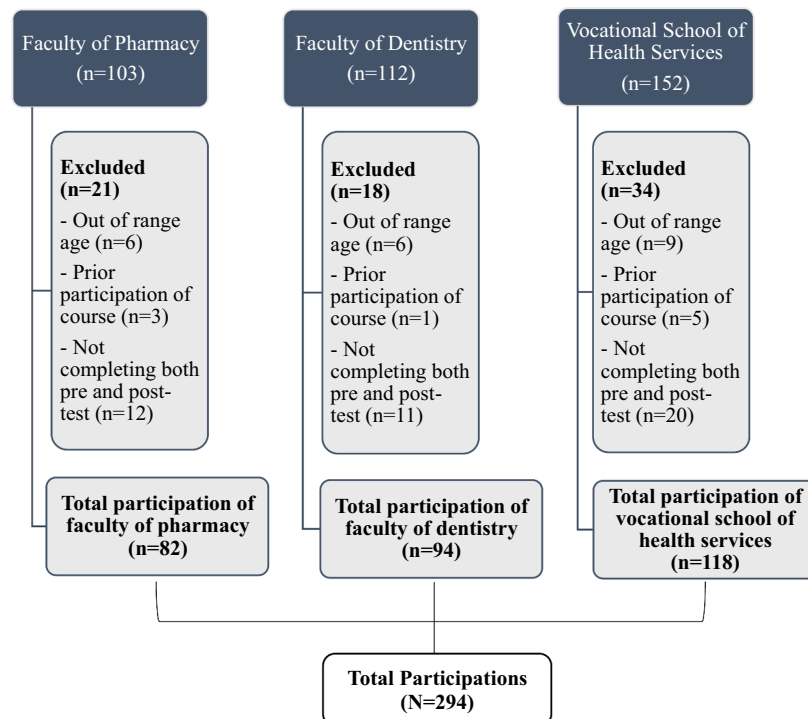 Faculty of Pharmacy
(n=103)
Excluded
(n=21)
- Out of range
age (n=6)
- Prior
participation of
course (n=3)
- Not
completing both
pre and post-
test (n=12)
Total participation of
faculty of pharmacy
(n=82)
Faculty of Dentistry
(n=112)
Excluded
(n=18)
- Out of range
age (n=6)
- Prior
participation of
course (n=1)
- Not
completing both
pre and post-
test (n=11)
Total participation of
faculty of dentistry
(n=94)
Vocational School of
Health Services
(n=152)
Excluded
(n=34)
- Out of range
age (n=9)
- Prior
participation of
course (n=5)
- Not
completing both
pre and post-
test (n=20)
Total participation of
vocational school of
health services
(n=118)
Total Participations
(N=294)